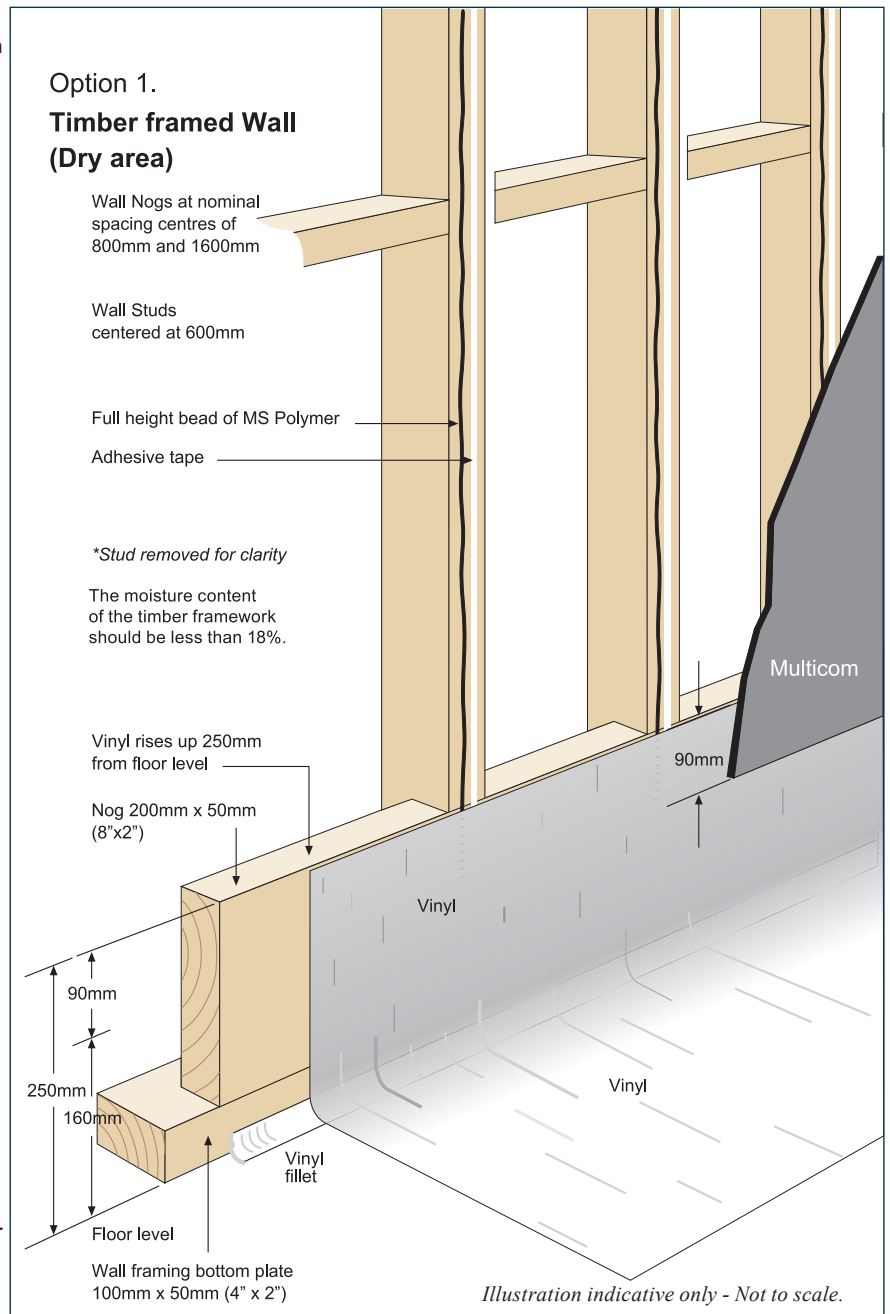 Option 1.
Timber framed Wall
(Dry area)
Wall Nogs at nominal
spacing centres of
800mm and 1600mm
Wall Studs
centered at 600mm
Full height bead of MS Polymer
Adhesive tape
*Stud removed for clarity
The moisture content
of the timber framework
should be less than 18%.
Multicom
Vinyl rises up 250mm
from floor level
90mm
Nog 200mm x 50mm
(8”x2”)
Vinyl
90mm
250mm
160mm
Vinyl
Vinyl
fillet
Floor level
Wall framing bottom plate
100mm x 50mm (4” x 2”)
Illustration indicative only - Not to scale.